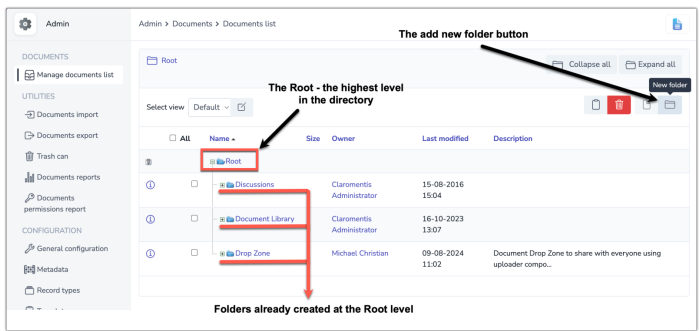 Admin
Admin > Documents > Documents list
The add new folder button
DOCUMENTS
Manage documents list
UTILITIES
Documents import
Documents export
Trash can
Documents reports
Documents
permissions report
CONFIGURATION
General configuration
Metadata
Record types
Root
Collapse all
Expand all
New folder
The Root - the highest level
in the directory
Select view
Default
All
Name
Size
Owner
Last modified
Description
Root
Discussions
Claromentis
Administrator
15-08-2016
15:04
Document Library
Claromentis
Administrator
16-10-2023
13:07
Drop Zone
Michael Christian
09-08-2024
11:02
Document Drop Zone to share with everyone using
uploader compo...
Folders already created at the Root level